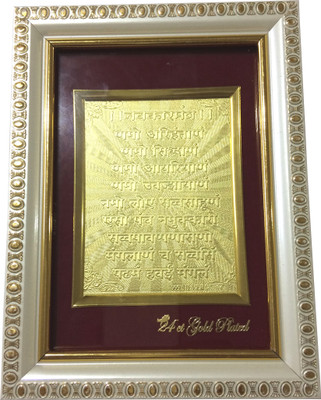 ।। नवकारमंत्र ।।
णमो अरिहंताणं
णमो सिध्दाणं
णमो आयरियाणं
णमो उवज्झायाणं
णमो लोए सव्वसाहूणं
एसो पंच नमुक्कारो
सव्वपावप्पणासणो
मंगलाणं च सव्वेसिं
पढमं हवई मंगलं
24 ct Gold Plated